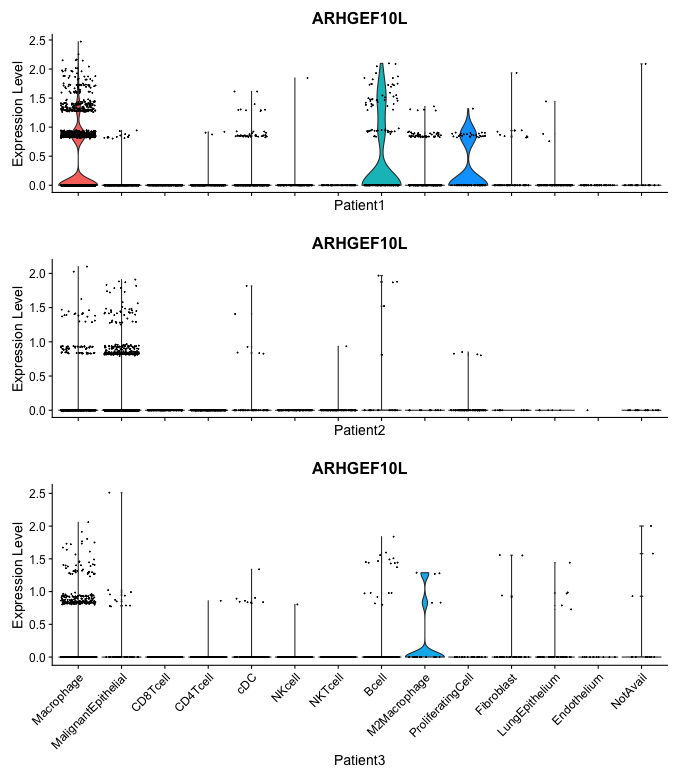 ARHGEF10L
Expression Level
2.5
2.0
1.5
1.0
0.5
0.0
Patient1
ARHGEF10L
Expression Level
2.0
1.5
1.0
0.5
0.0
Patient2
ARHGEF10L
Expression Level
2.5
2.0
1.5
1.0
0.5
0.0
Macrophage
MalignantEpithelial
CD8Tcell
CD4Tcell
cDC
NKcell
NKTcell
Bcell
M2Macrophage
ProliferatingCell
Fibroblast
LungEpithelium
Endothelium
NotAvail
Patient3